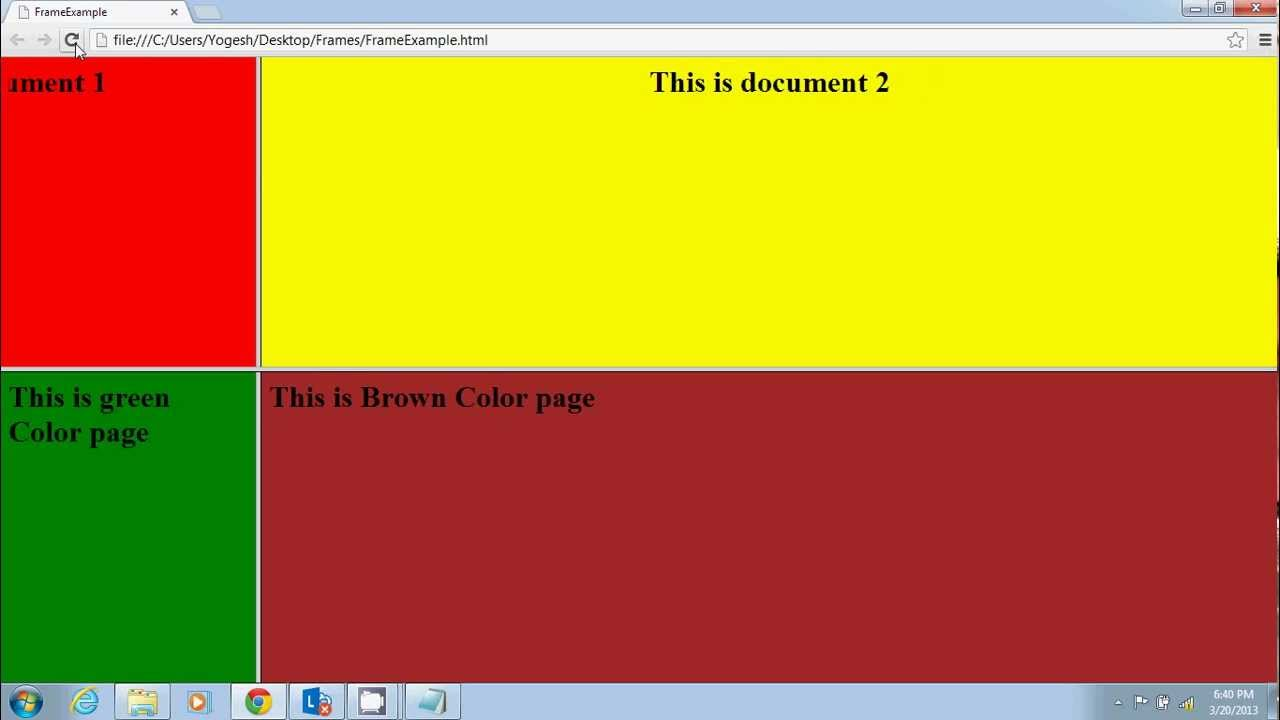 FrameExample
file:///C:/Users/Yogesh/Desktop/Frames/FrameExample.html
ument 1
This is document 2
This is green
Color page
This is Brown Color page
6:40 PM
3/20/2013